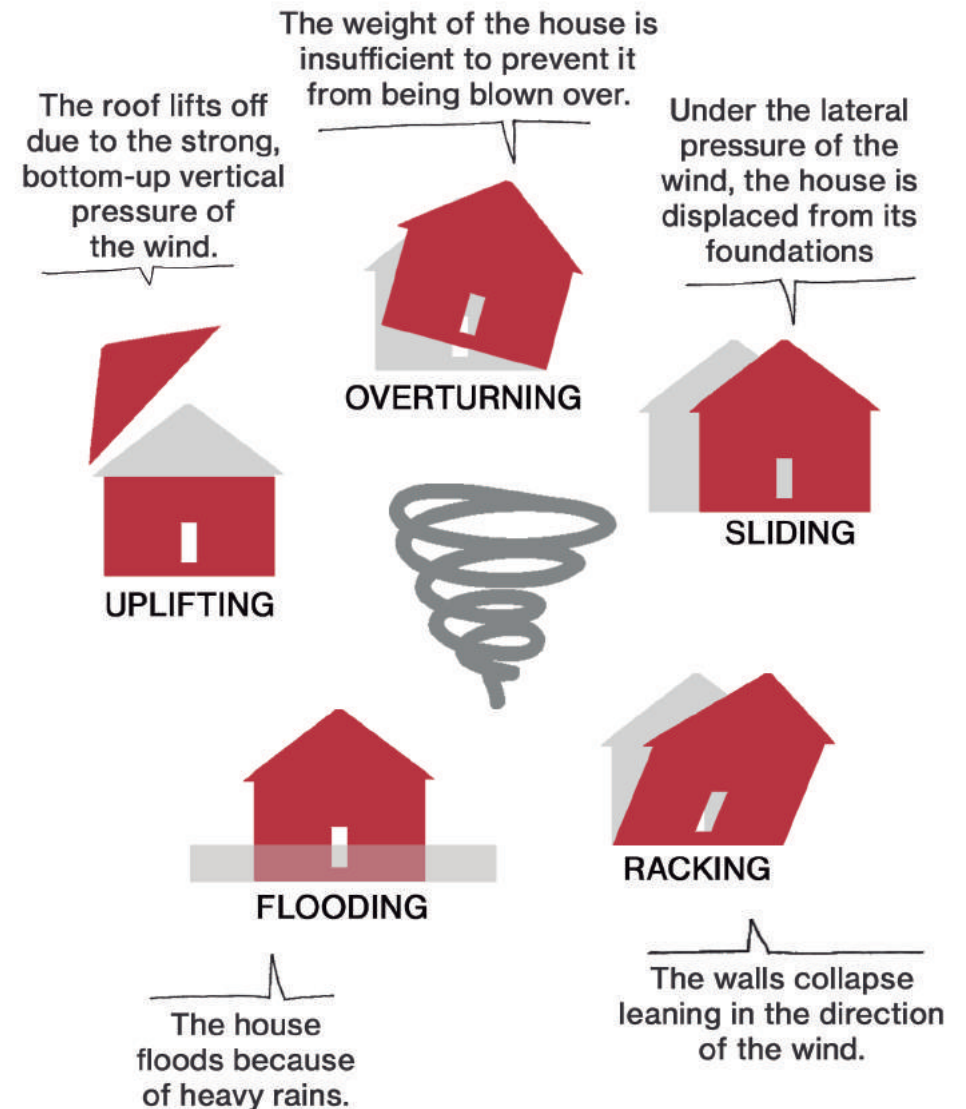 The weight of the house is
insufficient to prevent it
from being blown over.
OVERTURNING
The roof lifts off
due to the strong,
bottom-up vertical
pressure of
the wind.
UPLIFTING
Under the lateral
pressure of the
wind, the house is
displaced from its
foundations
SLIDING
FLOODING
The house
floods because
of heavy rains.
RACKING
The walls collapse
leaning in the direction
of the wind.